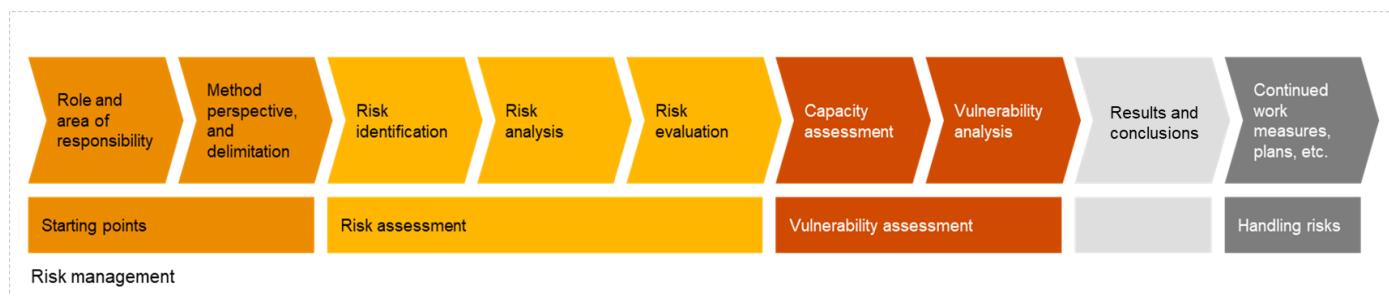 Role and
area of
responsibility
Method
perspective,
and
delimitation
Risk
identification
Risk
analysis
Risk
evaluation
Capacity
assessment
Vulnerability
analysis
Results and
conclusions
Continued
work
measures,
plans, etc.
Starting points
Risk assessment
Vulnerability assessment
Handling risks
Risk management